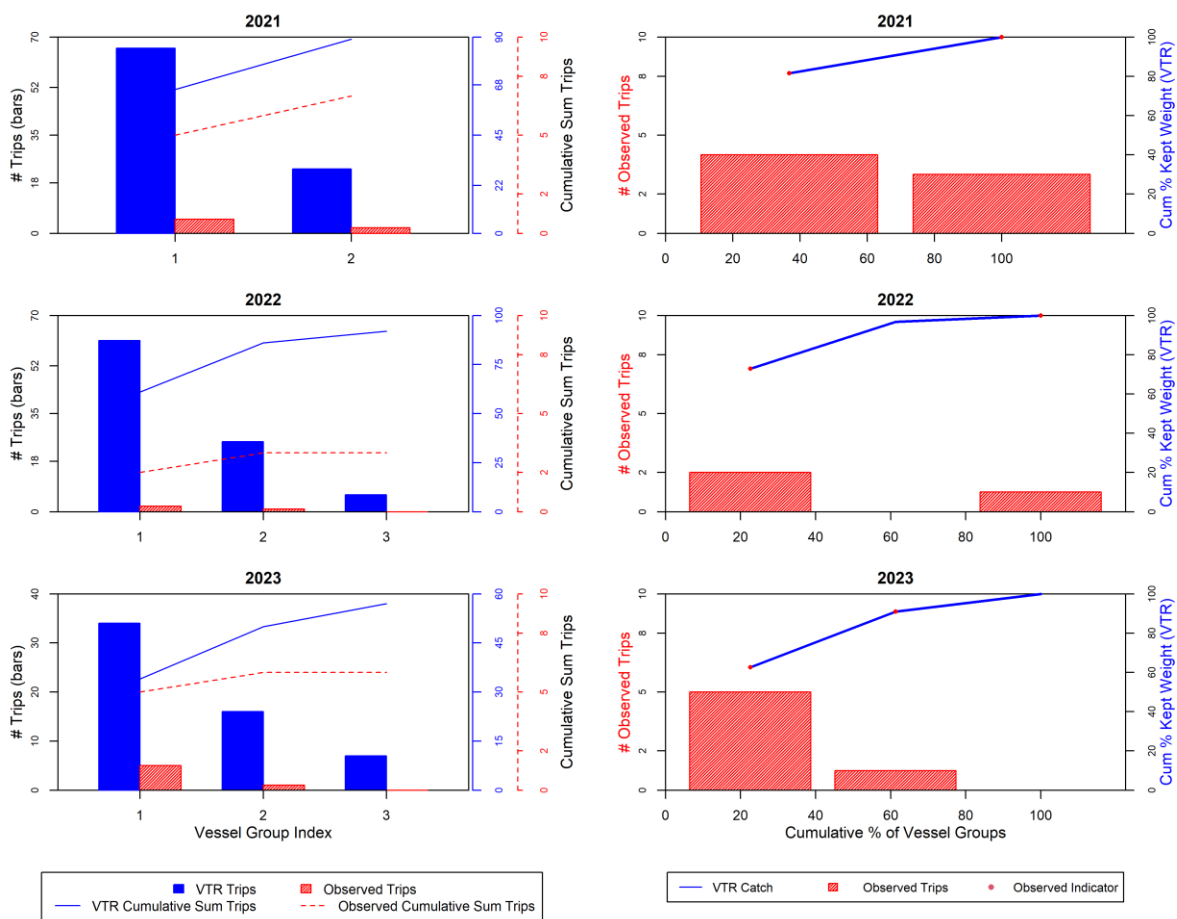 2021
# Trips (bars)
0 18 35 52 70
0 22 45 68 90
0 2 5 8 10
Cumulative Sum Trips
1 2
2021
# Observed Trips
0 2 5 8 10
0 20 40 60 80 100
Cum % Kept Weight (VTR)
0 20 40 60 80 100
2022
# Trips (bars)
0 18 35 52 70
0 25 50 75 100
0 2 5 8 10
Cumulative Sum Trips
1 2 3
2022
# Observed Trips
0 2 5 8 10
0 20 40 60 80 100
Cum % Kept Weight (VTR)
0 20 40 60 80 100
2023
# Trips (bars)
0 10 20 30 40
0 15 30 45 60
0 2 5 8 10
Cumulative Sum Trips
1 2 3
Vessel Group Index
2023
# Observed Trips
0 2 5 8 10
0 20 40 60 80 100
Cum % Kept Weight (VTR)
0 20 40 60 80 100
Cumulative % of Vessel Groups
VTR Trips Observed Trips
VTR Cumulative Sum Trips Observed Cumulative Sum Trips
VTR Catch Observed Trips Observed Indicator